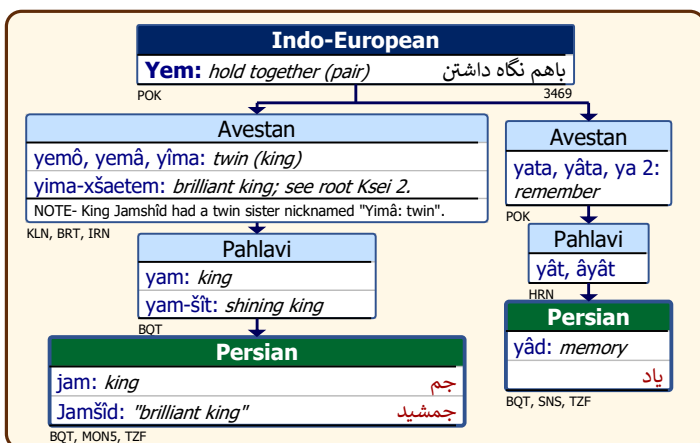 Indo-European
Yem: hold together (pair) باهم نگاه داشتن
POK 3469
Avestan
yemô, yemâ, yîma: twin (king)
yima-xšaetem: brilliant king; see root Ksei 2.
NOTE- King Jamshîd had a twin sister nicknamed "Yimâ: twin".
KLN, BRT, IRN
Pahlavi
yam: king
yam-šît: shining king
BQT
Persian
jam: king جم
Jamšîd: "brilliant king" جمشید
BQT, MON5, TZF
Avestan
yata, yâta, ya 2:
remember
POK
Pahlavi
yât, âyât
HRN
Persian
yâd: memory
یاد
BQT, SNS, TZF